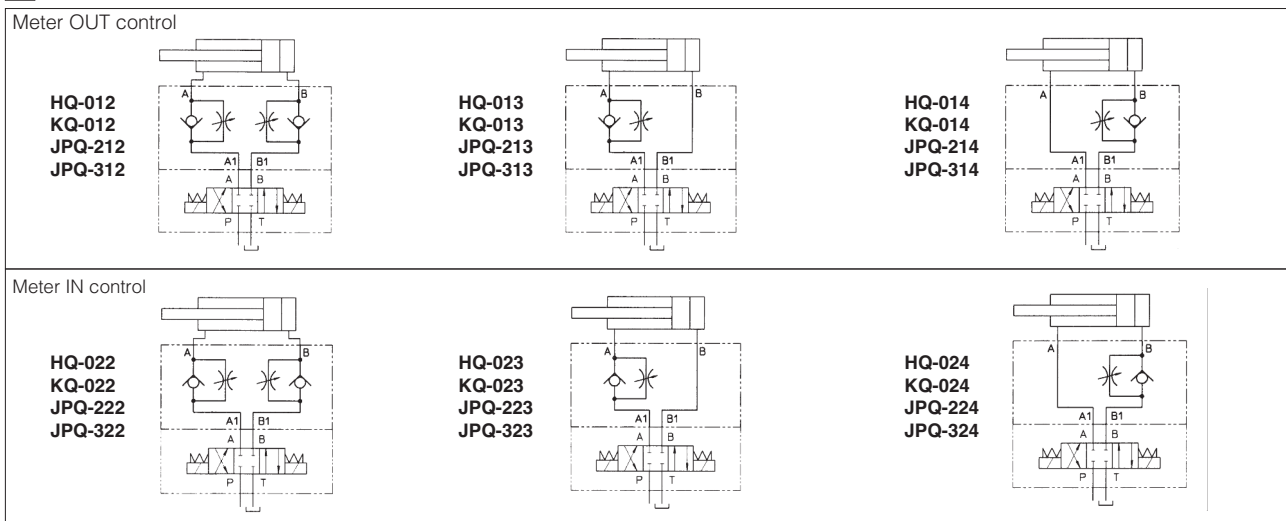 Meter OUT control
HQ-012
KQ-012
JPQ-212
JPQ-312
A B
A1 B1
A B
P T
HQ-013
KQ-013
JPQ-213
JPQ-313
A B
A1 B1
A B
P T
HQ-014
KQ-014
JPQ-214
JPQ-314
A B
A1 B1
A B
P T
Meter IN control
HQ-022
KQ-022
JPQ-222
JPQ-322
A B
A1 B1
A B
P T
HQ-023
KQ-023
JPQ-223
JPQ-323
A B
A1 B1
A B
P T
HQ-024
KQ-024
JPQ-224
JPQ-324
A B
A1 B1
A B
P T